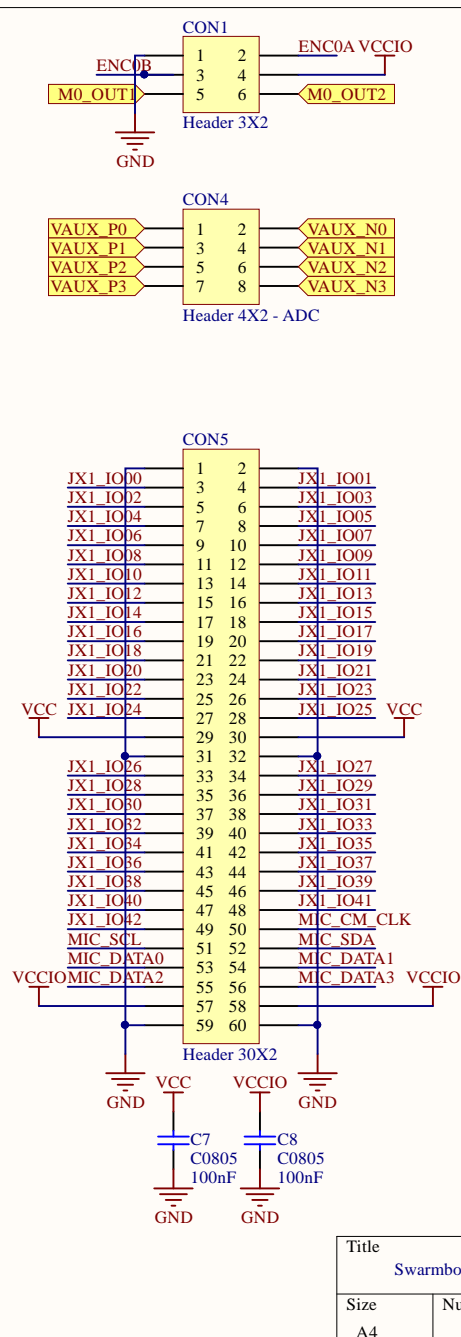 CON1
1 2 ENC0A VCCIO
ENC0B 3 4
M0_OUT1 5 6 M0_OUT2
Header 3X2
GND
CON4
VAUX_P0 1 2 VAUX_N0
VAUX_P1 3 4 VAUX_N1
VAUX_P2 5 6 VAUX_N2
VAUX_P3 7 8 VAUX_N3
Header 4X2 - ADC
CON5
1 2
JX1_IO00 3 4 JX1_IO01
JX1_IO02 5 6 JX1_IO03
JX1_IO04 7 8 JX1_IO05
JX1_IO06 9 10 JX1_IO07
JX1_IO08 11 12 JX1_IO09
JX1_IO10 13 14 JX1_IO11
JX1_IO12 15 16 JX1_IO13
JX1_IO14 17 18 JX1_IO15
JX1_IO16 19 20 JX1_IO17
JX1_IO18 21 22 JX1_IO19
JX1_IO20 23 24 JX1_IO21
JX1_IO22 25 26 JX1_IO23
VCC JX1_IO24 27 28 JX1_IO25 VCC
29 30
31 32
JX1_IO26 33 34 JX1_IO27
JX1_IO28 35 36 JX1_IO29
JX1_IO30 37 38 JX1_IO31
JX1_IO32 39 40 JX1_IO33
JX1_IO34 41 42 JX1_IO35
JX1_IO36 43 44 JX1_IO37
JX1_IO38 45 46 JX1_IO39
JX1_IO40 47 48 JX1_IO41
JX1_IO42 49 50 MIC_CM_CLK
MIC_SCL 51 52 MIC_SDA
MIC_DATA0 53 54 MIC_DATA1
VCCIO MIC_DATA2 55 56 MIC_DATA3 VCCIO
57 58
59 60
Header 30X2
GND VCC VCCIO GND
C7 C8
C0805 C0805
100nF 100nF
GND GND
Title
Swarmbo
Size Nu
A4